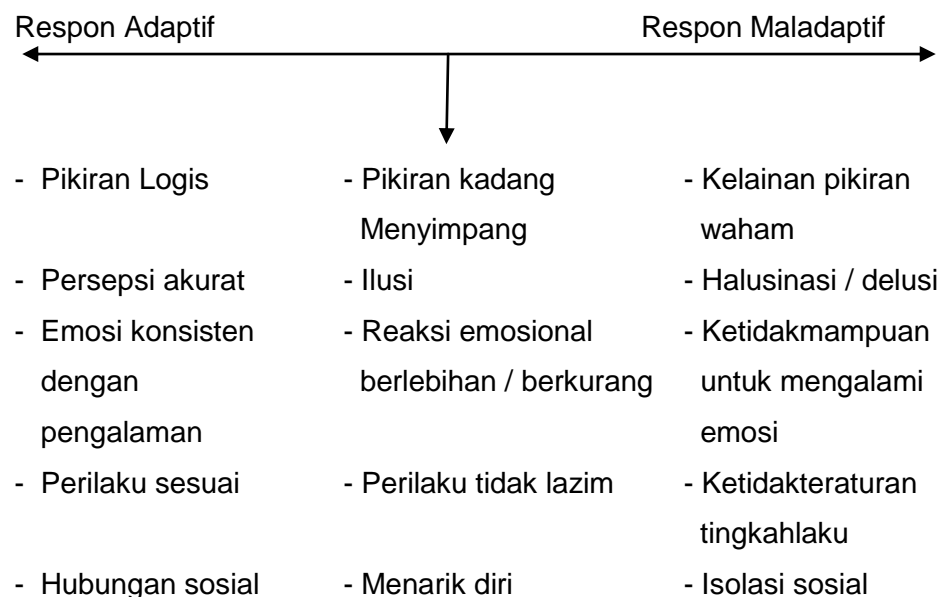 Respon Adaptif Respon Maladaptif
- Pikiran Logis - Pikiran kadang - Kelainan pikiran
Menyimpang waham
- Persepsi akurat - Ilusi - Halusinasi / delusi
- Emosi konsisten - Reaksi emosional - Ketidakmampuan
dengan berlebihan / berkurang untuk mengalami
pengalaman emosi
- Perilaku sesuai - Perilaku tidak lazim - Ketidakteraturan
tingkahlaku
- Hubungan sosial - Menarik diri - Isolasi sosial